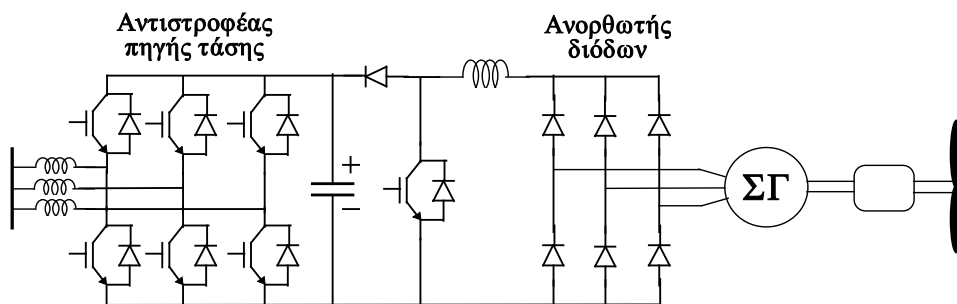 Αντιστροφέας
πηγής τάσης
Ανορθωτής
διόδων
+
−
ΣΓ